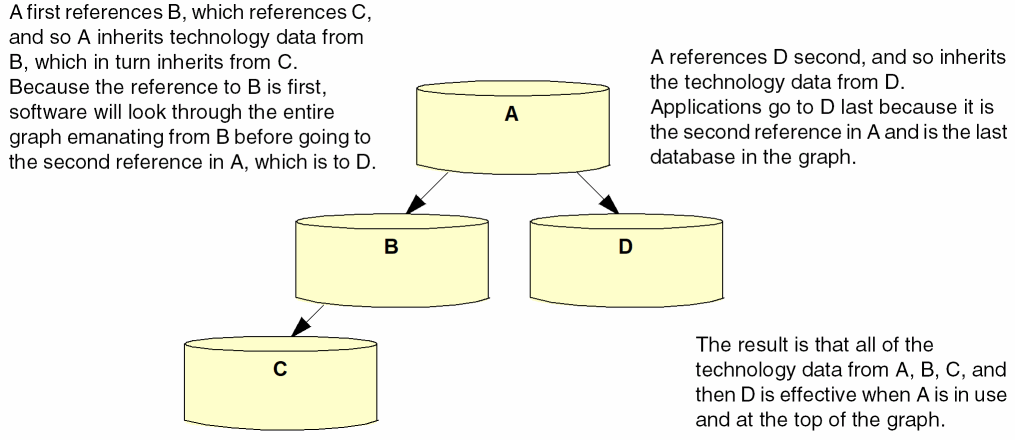 A first references B, which references C,
and so A inherits technology data from
B, which in turn inherits from C.
Because the reference to B is first,
software will look through the entire
graph emanating from B before going to
the second reference in A, which is to D.
A references D second, and so inherits
the technology data from D.
Applications go to D last because it is
the second reference in A and is the last
database in the graph.
A
B
D
C
The result is that all of the
technology data from A, B, C, and
then D is effective when A is in use
and at the top of the graph.